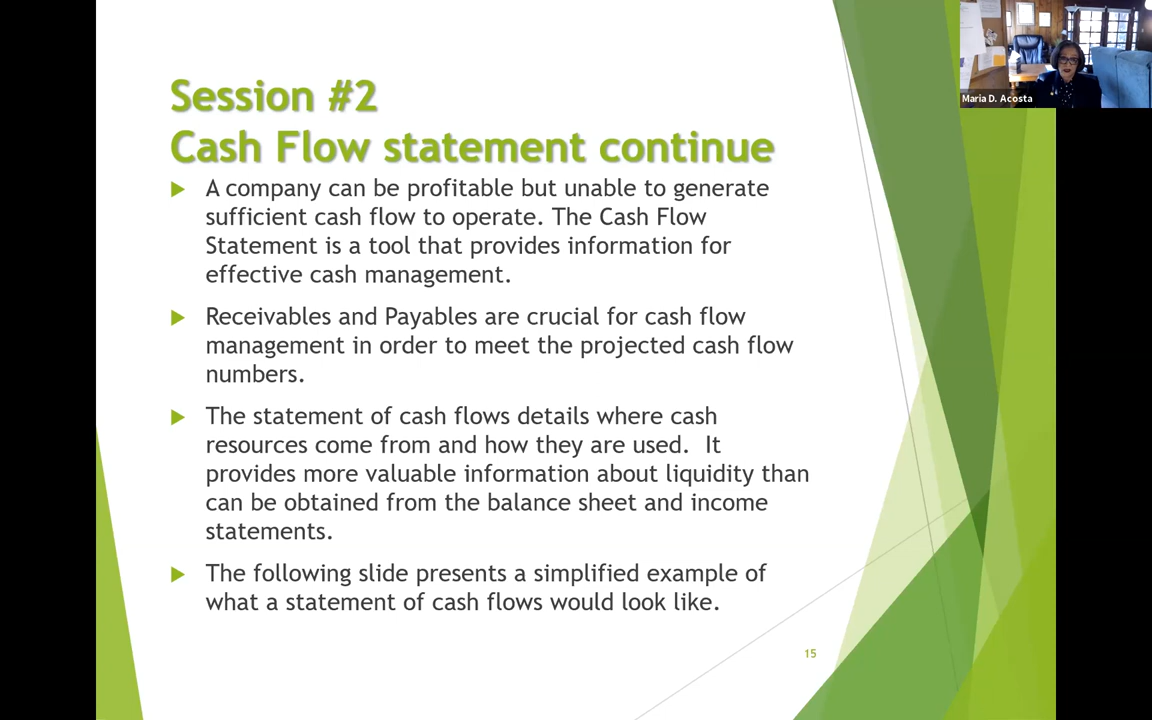 Session #2
Cash Flow statement continue
A company can be profitable but unable to generate
sufficient cash flow to operate. The Cash Flow
Statement is a tool that provides information for
effective cash management.
Receivables and Payables are crucial for cash flow
management in order to meet the projected cash flow
numbers.
The statement of cash flows details where cash
resources come from and how they are used.  It
provides more valuable information about liquidity than
can be obtained from the balance sheet and income
statements.
The following slide presents a simplified example of
what a statement of cash flows would look like.
15
Maria D. Acosta